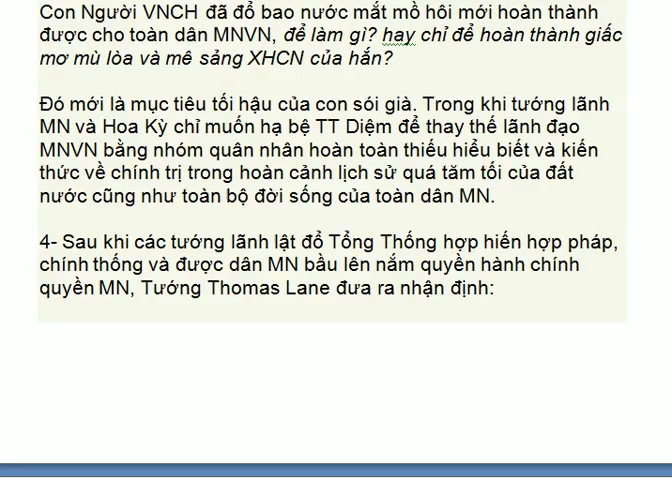 Con Người VNCH đã đổ bao nước mắt mồ hôi mới hoàn thành
được cho toàn dân MNVN, để làm gì? hay chỉ để hoàn thành giấc
mơ mù lòa và mê sảng XHCN của hắn?
Đó mới là mục tiêu tối hậu của con sói già. Trong khi tướng lãnh
MN và Hoa Kỳ chỉ muốn hạ bệ TT Diệm để thay thế lãnh đạo
MNVN bằng nhóm quân nhân hoàn toàn thiếu hiểu biết và kiến
thức về chính trị trong hoàn cảnh lịch sử quá tăm tối của đất
nước cũng như toàn bộ đời sống của toàn dân MN.
4- Sau khi các tướng lãnh lật đổ Tổng Thống hợp hiến hợp pháp,
chính thống và được dân MN bầu lên nắm quyền hành chính
quyền MN, Tướng Thomas Lane đưa ra nhận định: